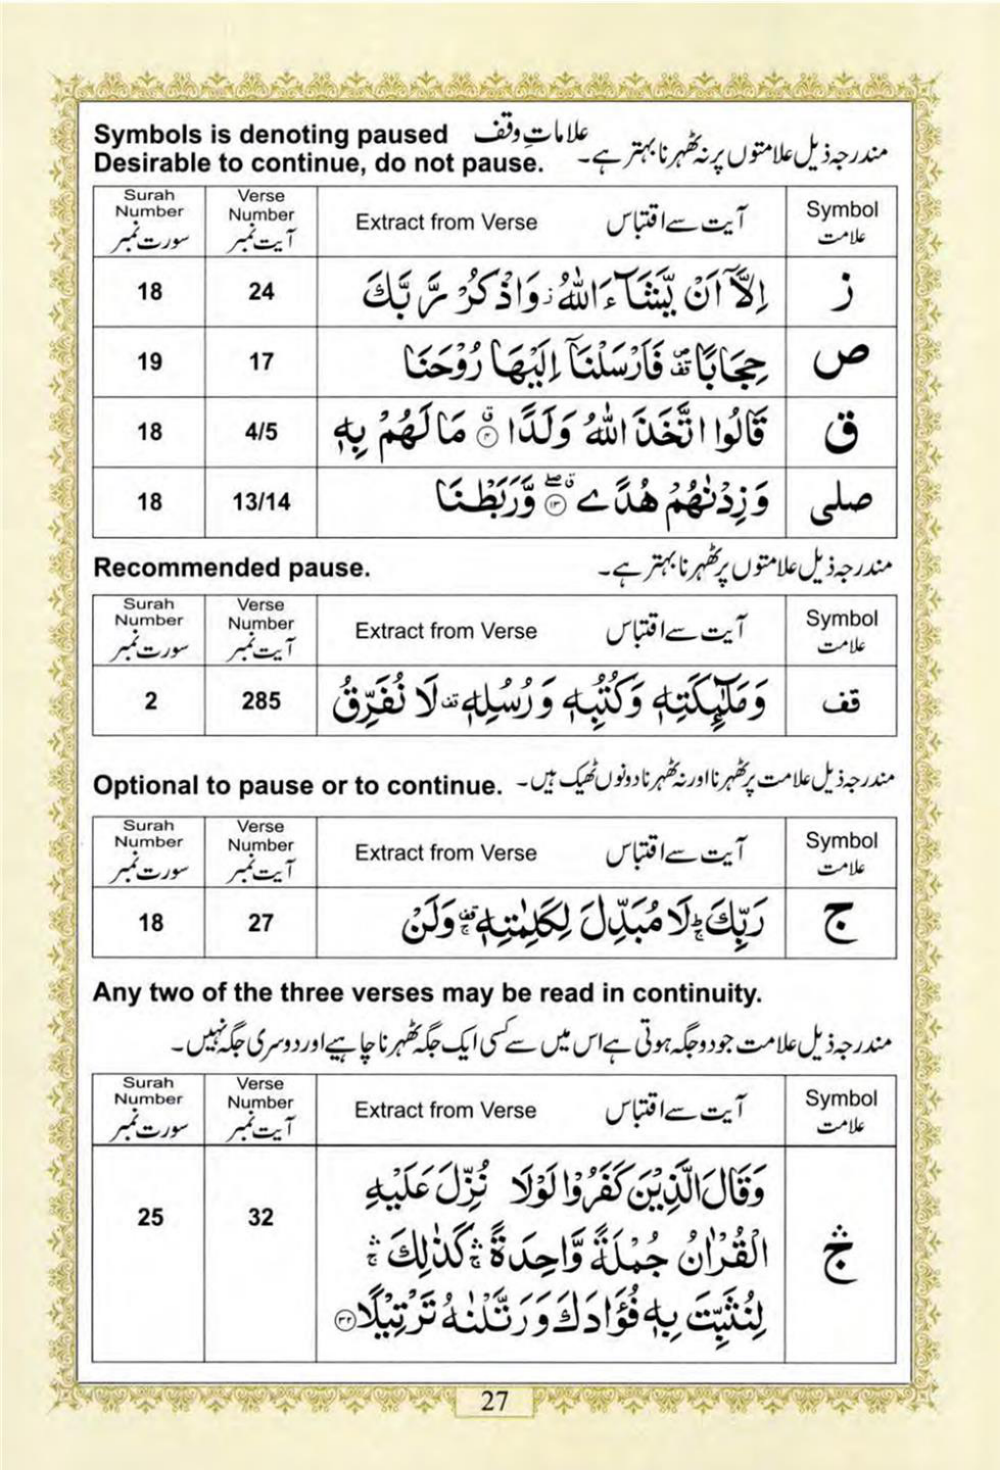 Symbols is denoting paused علاماتِ وقف
Desirable to continue, do not pause. مندرجہ ذیل علامتوں پر نہ ٹھہرنا بہتر ہے۔
Surah Number سورت نمبر Verse Number آیت نمبر Extract from Verse آیت سے اقتباس Symbol علامت
18 24 اِلَّآ اَنْ يَّشَآءَ اللّٰهُ ز وَاذْكُرْ رَّبَّكَ ز
19 17 حِجَابًا قف فَاَرْسَلْنَآ اِلَيْهَا رُوْحَنَا ص
18 4/5 قَالُوا اتَّخَذَ اللّٰهُ وَلَدًا ق ۴ مَا لَهُمْ بِهٖ ق
18 13/14 وَزِدْنٰهُمْ هُدًى ق صلے ۱۳ وَّرَبَطْنَا صلی
Recommended pause. مندرجہ ذیل علامتوں پر ٹھہرنا بہتر ہے۔
Surah Number سورت نمبر Verse Number آیت نمبر Extract from Verse آیت سے اقتباس Symbol علامت
2 285 وَمَلٰٓئِكَتِهٖ وَكُتُبِهٖ وَرُسُلِهٖ قف لَا نُفَرِّقُ قف
Optional to pause or to continue. مندرجہ ذیل علامت پر ٹھہرنا اور نہ ٹھہرنا دونوں ٹھیک ہیں۔
Surah Number سورت نمبر Verse Number آیت نمبر Extract from Verse آیت سے اقتباس Symbol علامت
18 27 رَبِّكَ ج لَا مُبَدِّلَ لِكَلِمٰتِهٖ قف ج وَلَنْ ج
Any two of the three verses may be read in continuity.
مندرجہ ذیل علامت جو دو جگہ ہوتی ہے اس میں سے کسی ایک جگہ ٹھہرنا چاہیے اور دوسری جگہ نہیں۔
Surah Number سورت نمبر Verse Number آیت نمبر Extract from Verse آیت سے اقتباس Symbol علامت
25 32 وَقَالَ الَّذِيْنَ كَفَرُوْا لَوْلَا نُزِّلَ عَلَيْهِ
الْقُرْاٰنُ جُمْلَةً وَّاحِدَةً ۛج كَذٰلِكَ ۛج ۛج
لِنُثَبِّتَ بِهٖ فُؤَادَكَ وَرَتَّلْنٰهُ تَرْتِيْلًا ۳۲
27